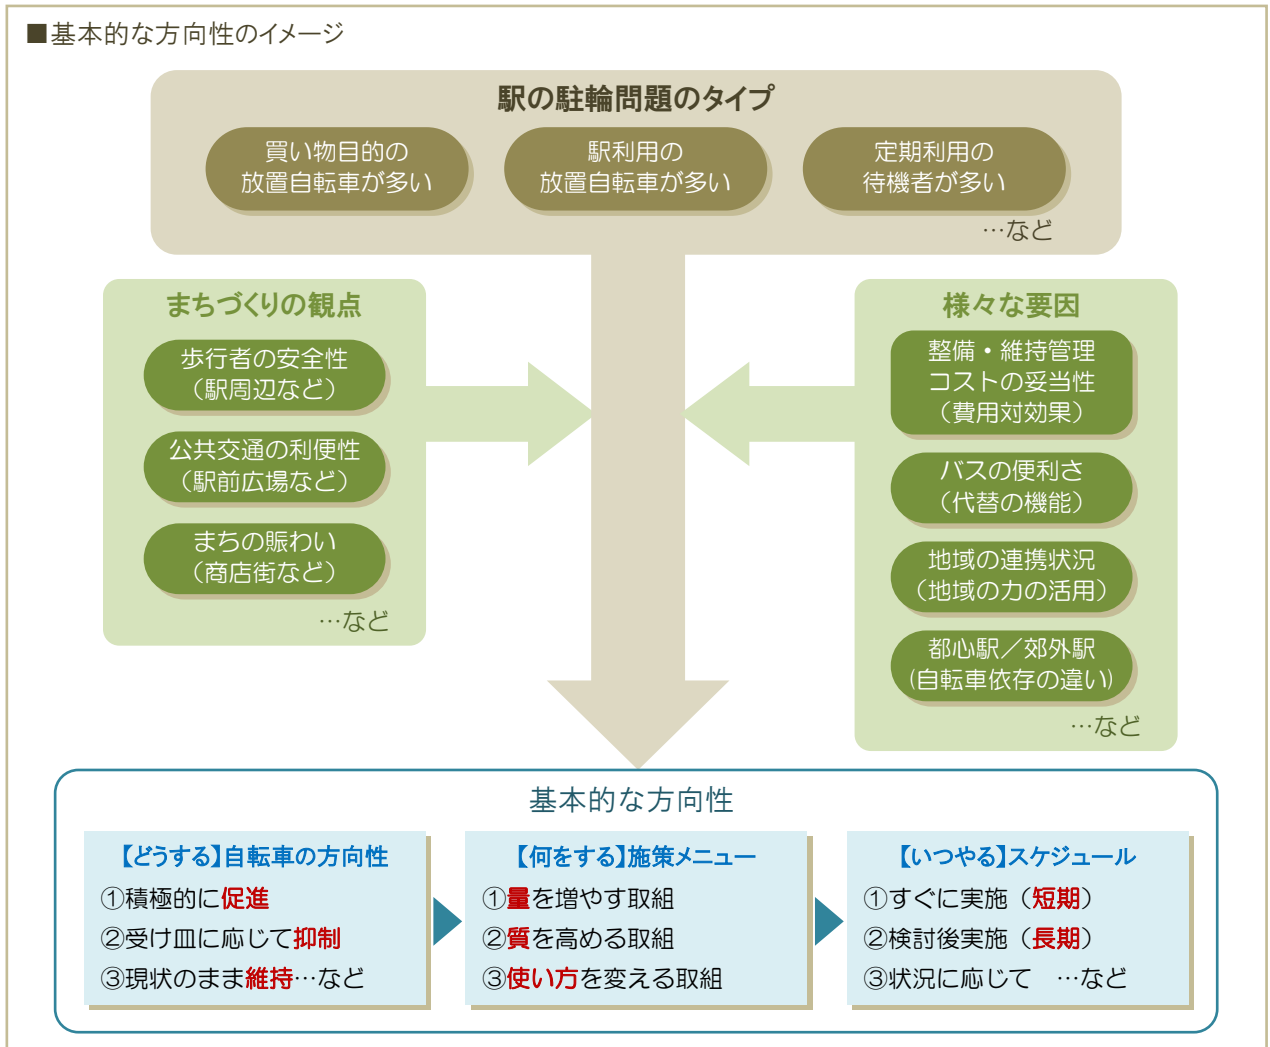 ■基本的な方向性のイメージ
駅の駐輪問題のタイプ
買い物目的の
放置自転車が多い
駅利用の
放置自転車が多い
定期利用の
待機者が多い
…など
まちづくりの観点
歩行者の安全性
（駅周辺など）
公共交通の利便性
（駅前広場など）
まちの賑わい
（商店街など）
…など
様々な要因
整備・維持管理
コストの妥当性
（費用対効果）
バスの便利さ
（代替の機能）
地域の連携状況
（地域の力の活用）
都心駅／郊外駅
(自転車依存の違い)
…など
基本的な方向性
【どうする】自転車の方向性
①積極的に促進
②受け皿に応じて抑制
③現状のまま維持…など
【何をする】施策メニュー
①量を増やす取組
②質を高める取組
③使い方を変える取組
【いつやる】スケジュール
①すぐに実施（短期）
②検討後実施（長期）
③状況に応じて　…など